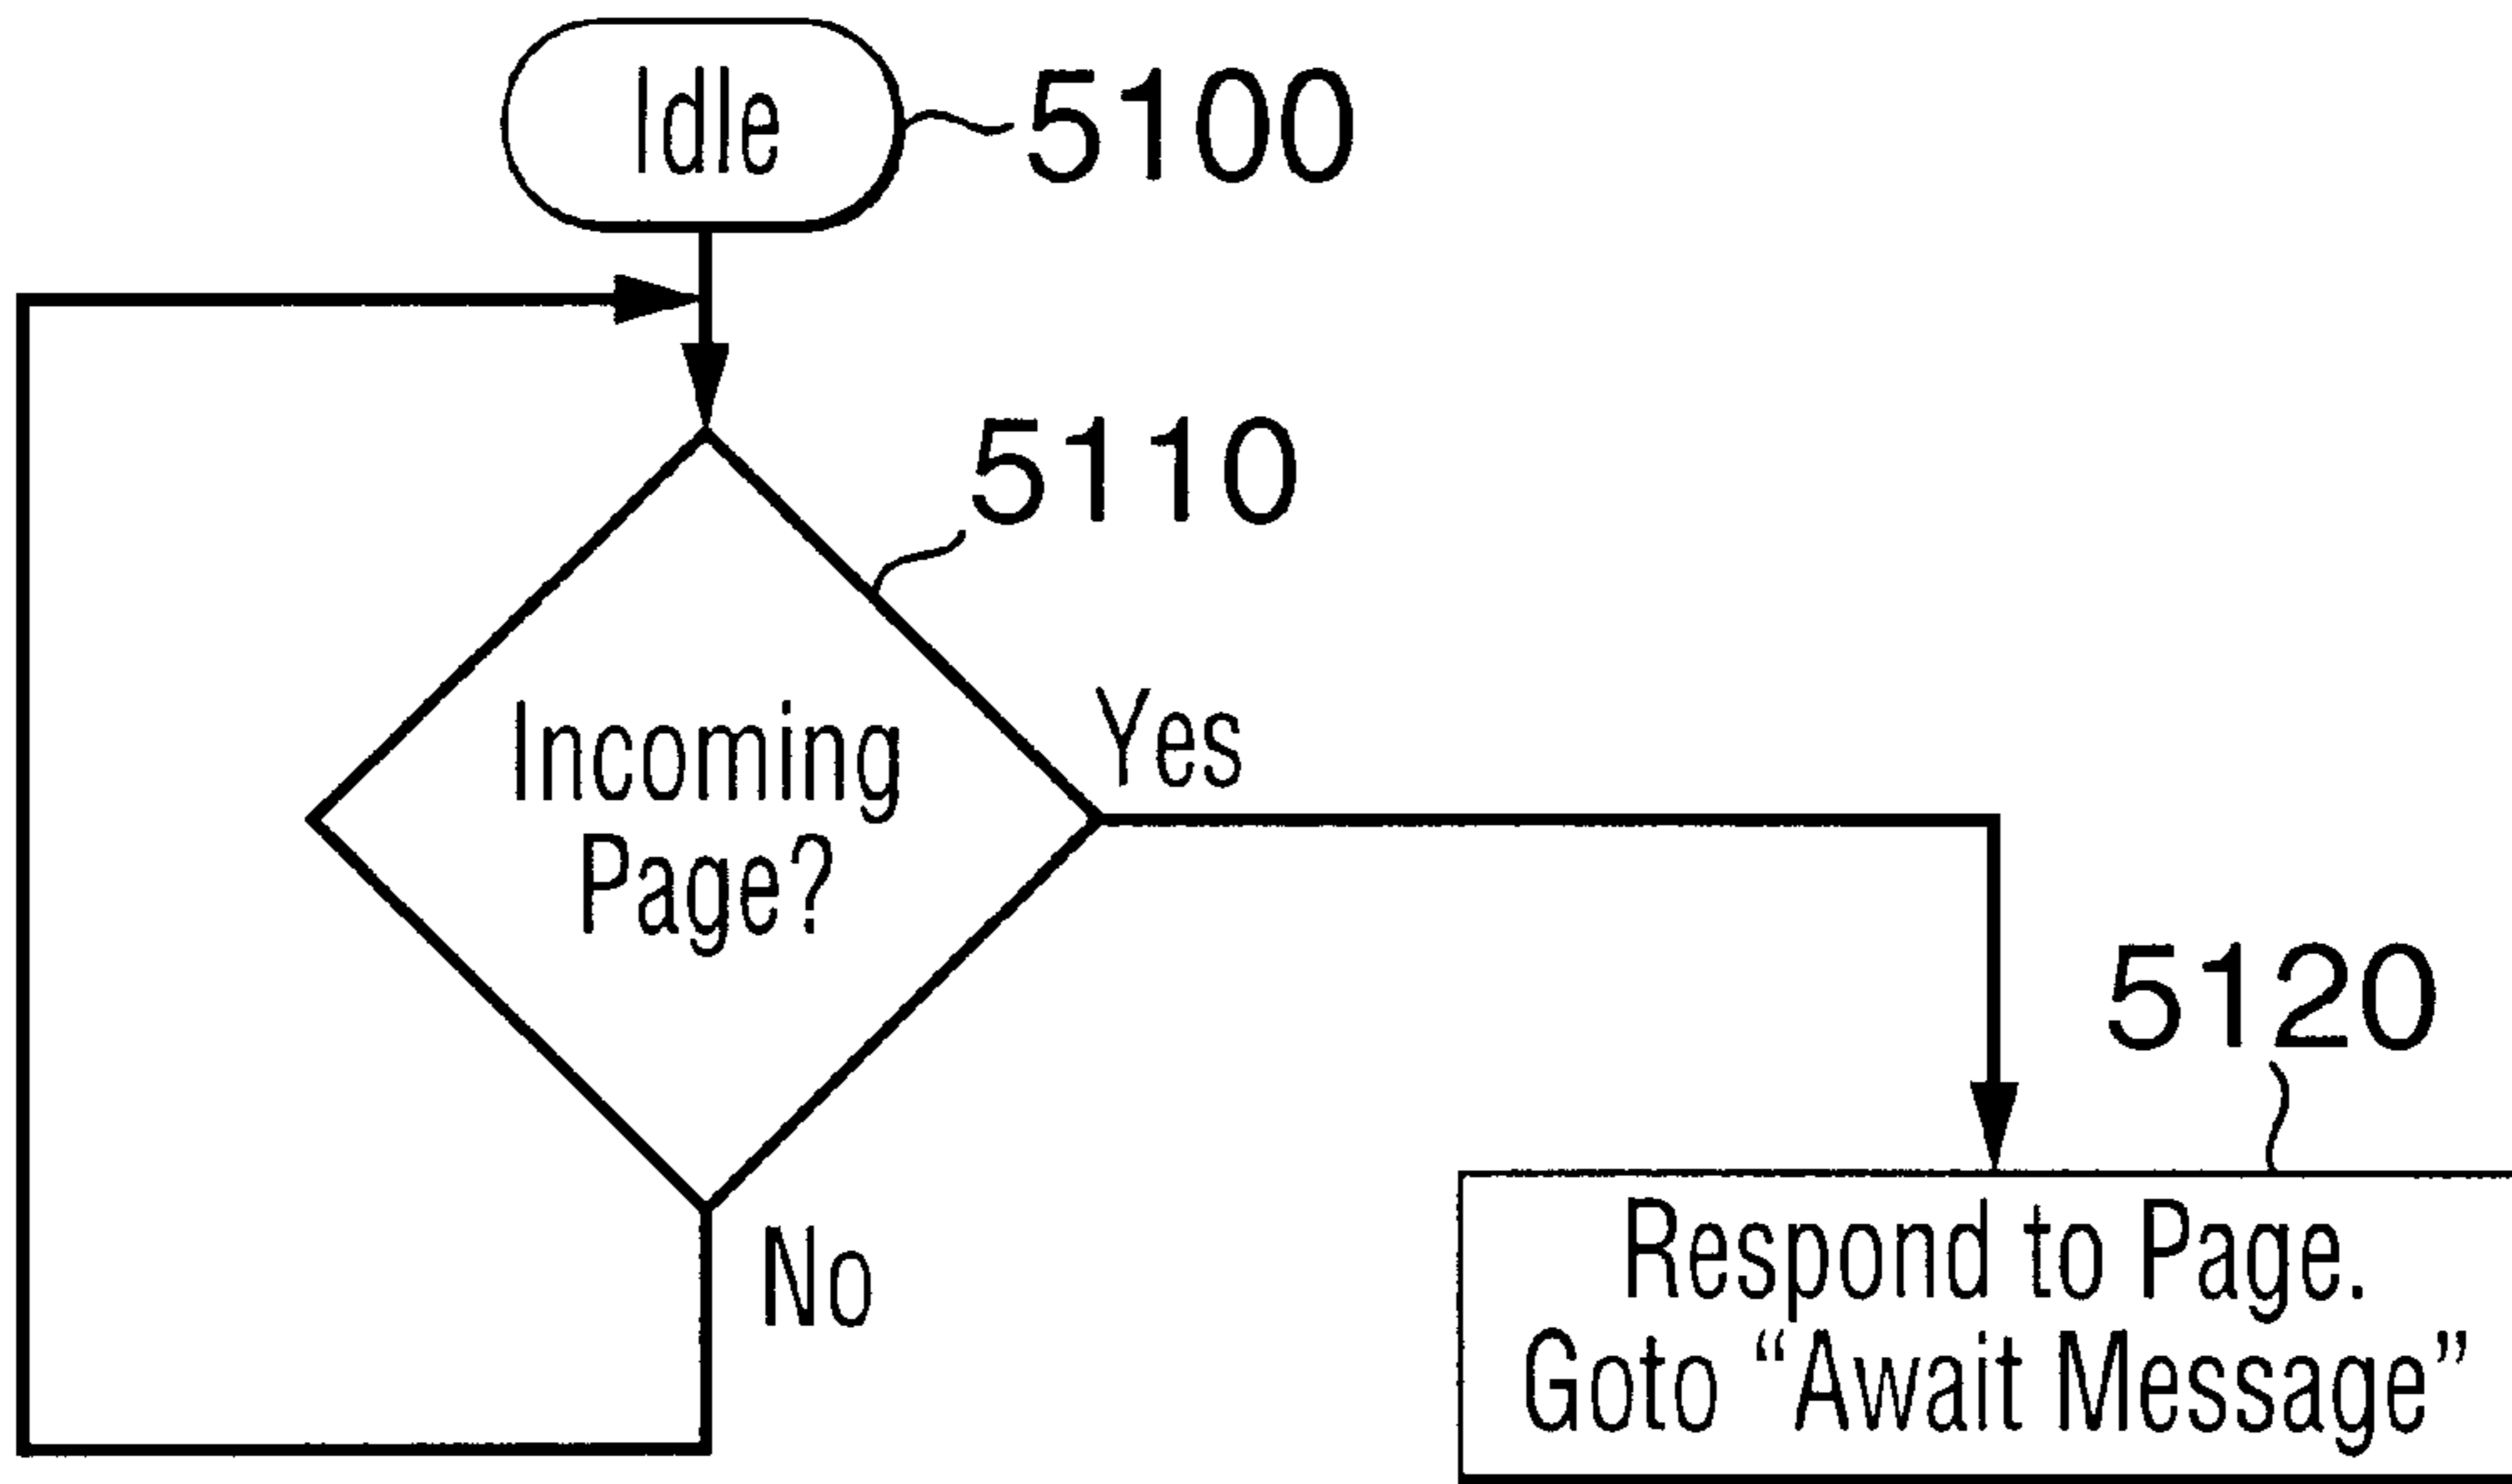 Idle
5100
5110
Incoming
Page?
Yes
5120
No
Respond to Page.
Goto “Await Message”